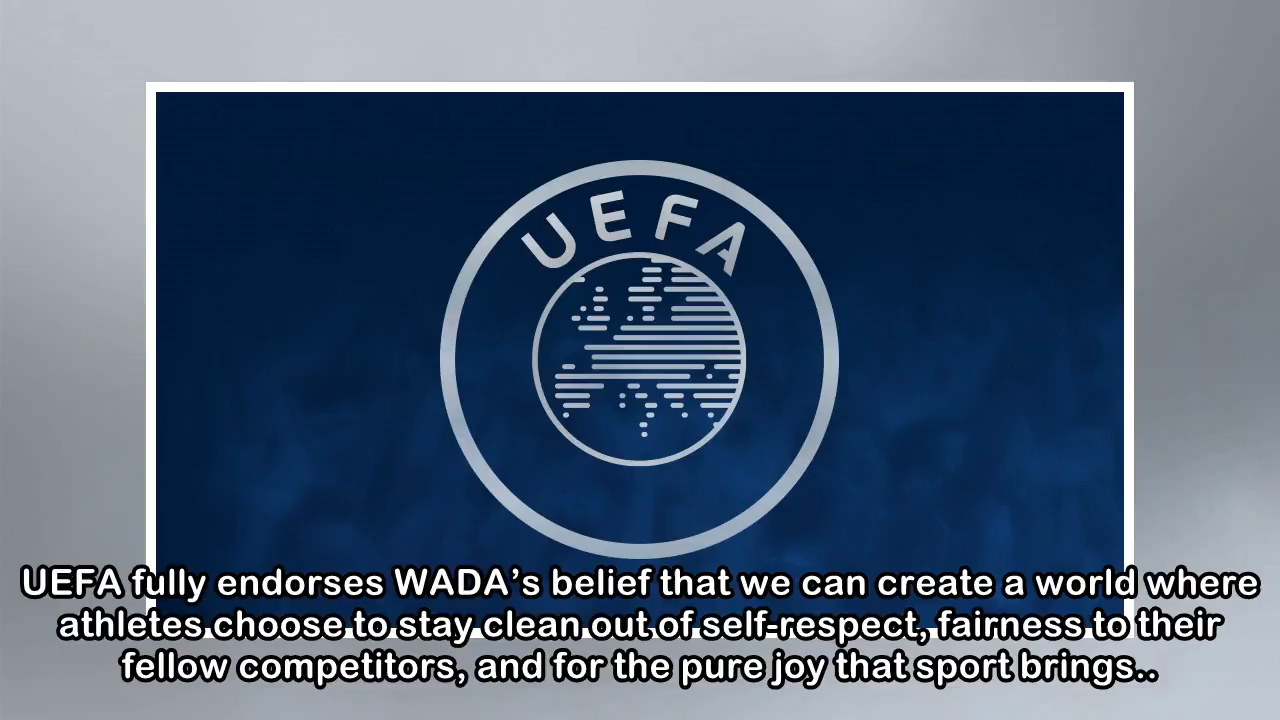 UEFA
UEFA fully endorses WADA’s belief that we can create a world where
athletes choose to stay clean out of self-respect, fairness to their
fellow competitors, and for the pure joy that sport brings..